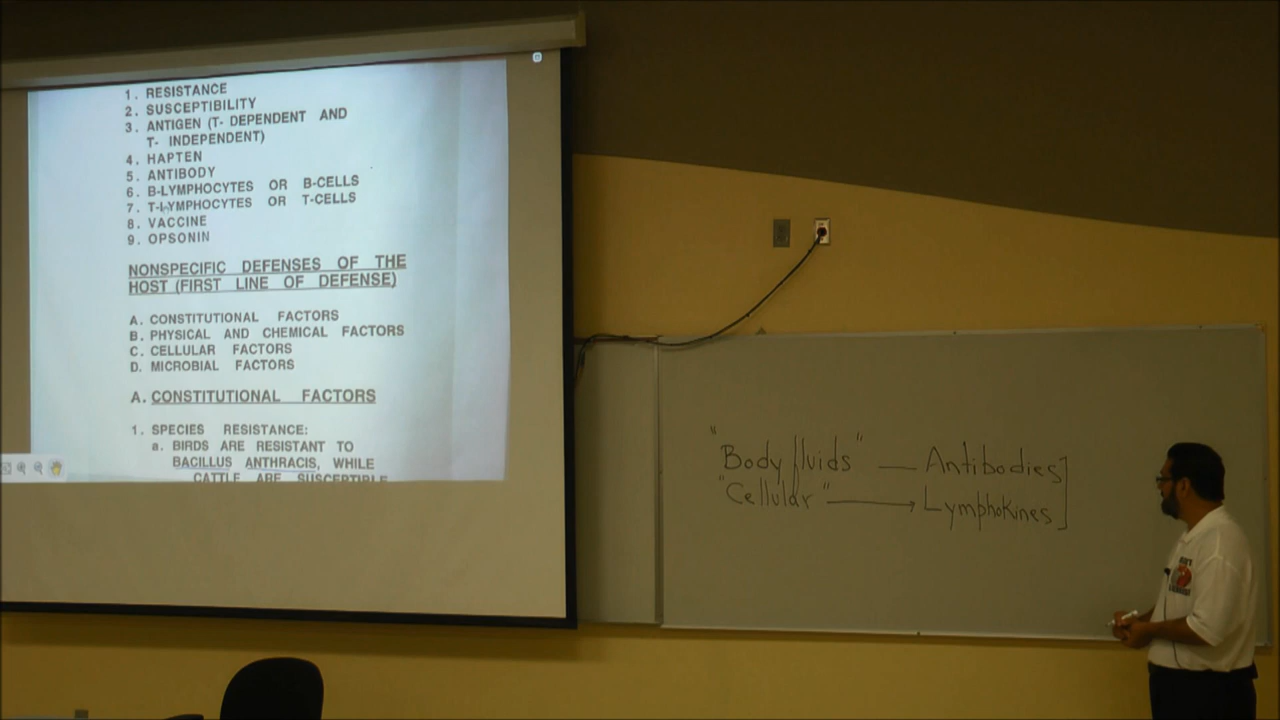 1. RESISTANCE
2. SUSCEPTIBILITY
3. ANTIGEN (T- DEPENDENT AND
T- INDEPENDENT)
4. HAPTEN
5. ANTIBODY
6. B-LYMPHOCYTES OR B-CELLS
7. T-LYMPHOCYTES OR T-CELLS
8. VACCINE
9. OPSONIN
NONSPECIFIC DEFENSES OF THE
HOST (FIRST LINE OF DEFENSE)
A. CONSTITUTIONAL FACTORS
B. PHYSICAL AND CHEMICAL FACTORS
C. CELLULAR FACTORS
D. MICROBIAL FACTORS
A. CONSTITUTIONAL FACTORS
1. SPECIES RESISTANCE:
a. BIRDS ARE RESISTANT TO
BACILLUS ANTHRACIS, WHILE
CATTLE ARE SUSCEPTIBLE
"Body fluids" — Antibodies]
"Cellular" → Lymphokines]